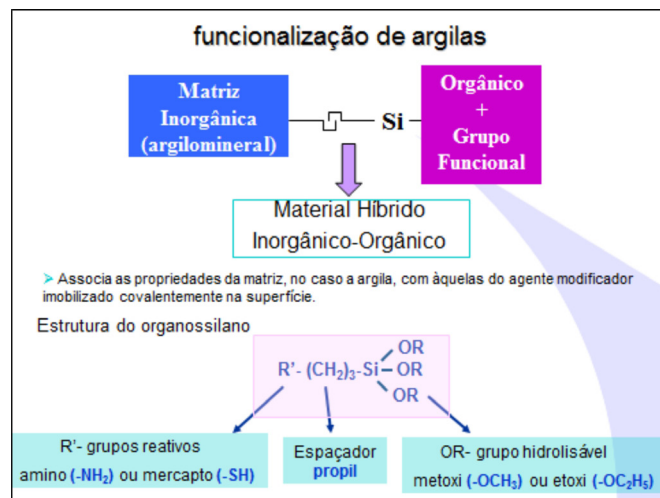 funcionalização de argilas
Matriz
Inorgânica
(argilomineral)
Si
Orgânico
+
Grupo
Funcional
Material Híbrido
Inorgânico-Orgânico
➢ Associa as propriedades da matriz, no caso a argila, com àquelas do agente modificador
imobilizado covalentemente na superfície.
Estrutura do organossilano
OR
R’- (CH₂)₃-Si – OR
OR
R’- grupos reativos
amino (-NH₂) ou mercapto (-SH)
Espaçador
propil
OR- grupo hidrolisável
metoxi (-OCH₃) ou etoxi (-OC₂H₅)